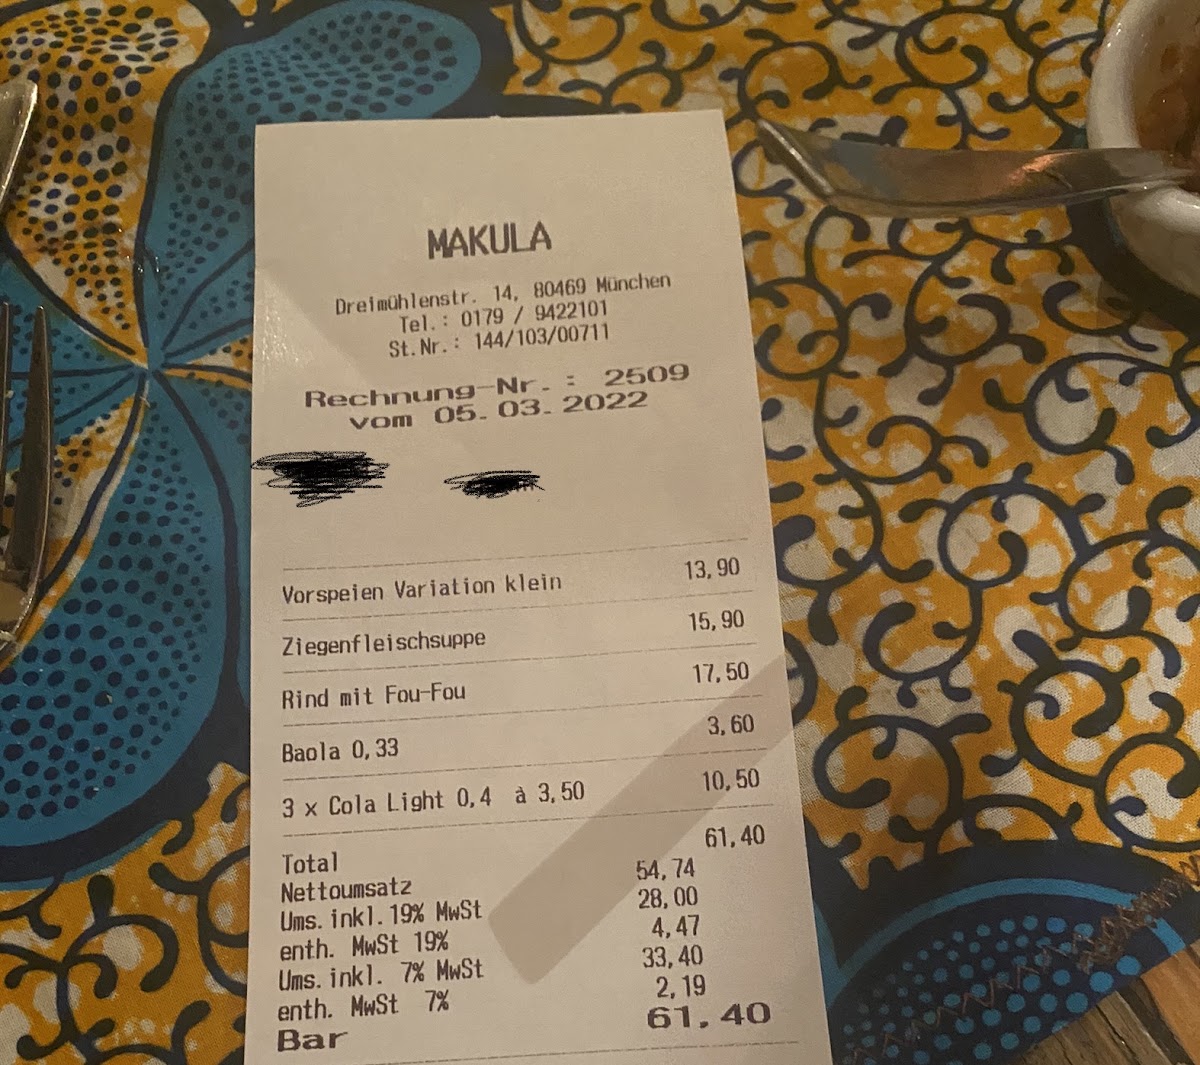 MAKULA
Dreimühlenstr. 14, 80469 München
Tel.: 0179 / 9422101
St.Nr.: 144/103/00711
Rechnung-Nr.: 2509
vom 05.03.2022
Vorspeien Variation klein 13,90
Ziegenfleischsuppe 15,90
Rind mit Fou-Fou 17,50
Baola 0,33 3,60
3 x Cola Light 0,4 à 3,50 10,50
Total 61,40
Nettoumsatz 54,74
Ums.inkl.19% MwSt 28,00
enth. MwSt 19% 4,47
Ums.inkl. 7% MwSt 33,40
enth. MwSt 7% 2,19
Bar 61.40